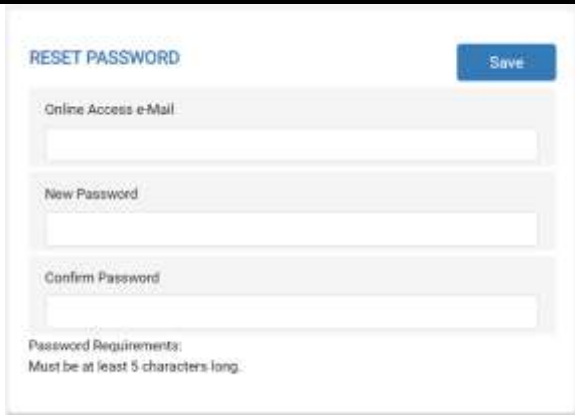 RESET PASSWORD
Save
Online Access e-Mail
New Password
Confirm Password
Password Requirements:
Must be at least 5 characters long.